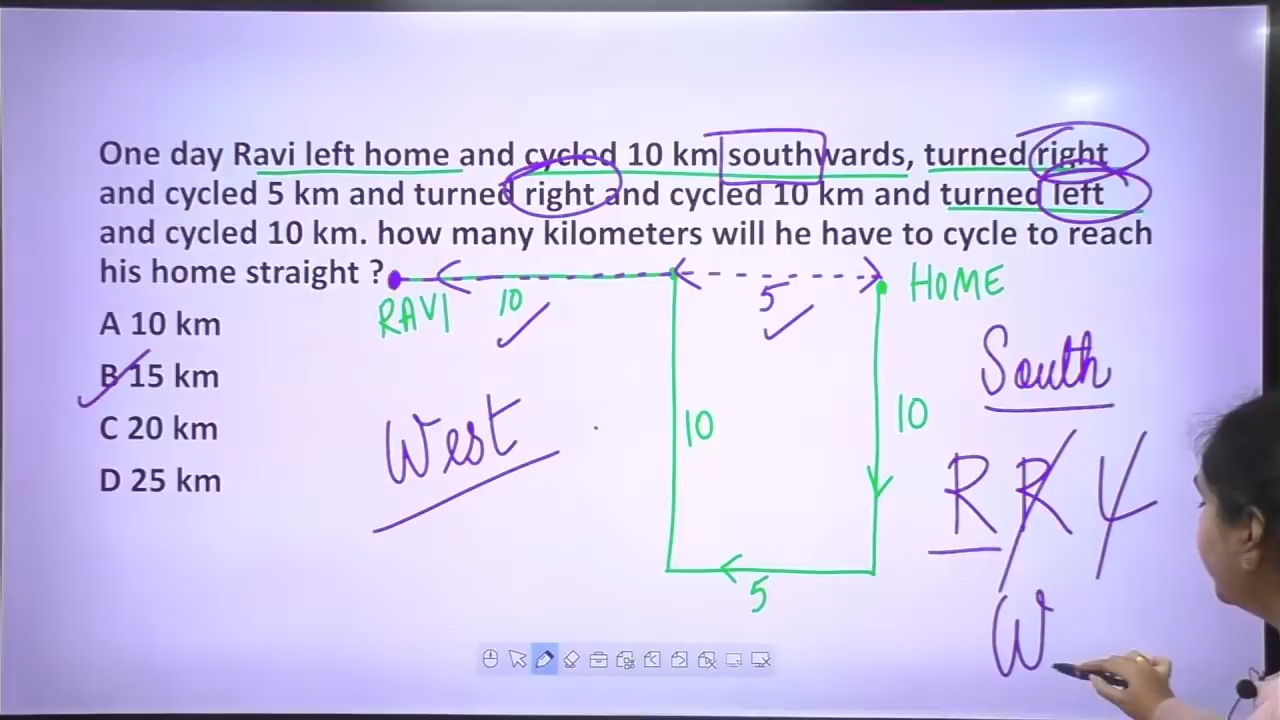 One day Ravi left home and cycled 10 km southwards, turned right
and cycled 5 km and turned right and cycled 10 km and turned left
and cycled 10 km. how many kilometers will he have to cycle to reach
his home straight ?
RAVI
10
5
HOME
A 10 km
B 15 km
C 20 km
D 25 km
West
10
10
South
R R L
5
W